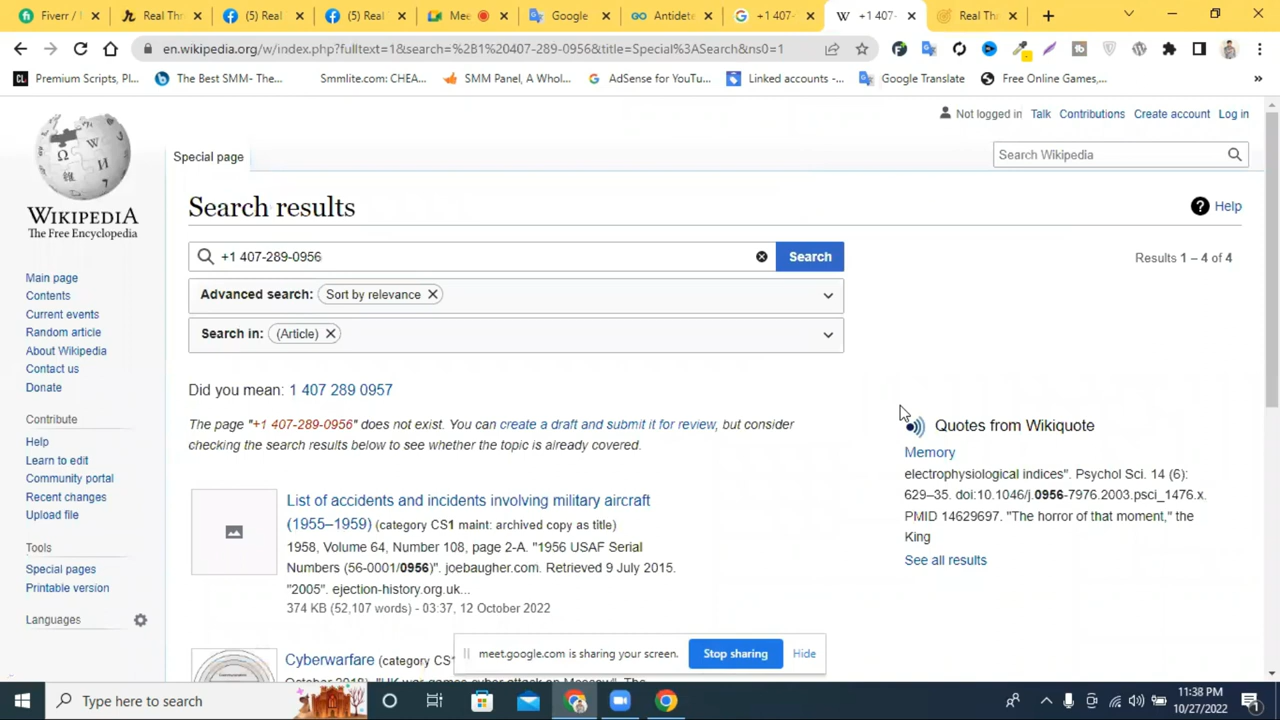 Fiverr /
Real Thr
(5) Real
(5) Real
Mee
Google
Antidete
+1 407-
+1 407-
Real Tho
en.wikipedia.org/w/index.php?fulltext=1&search=%2B1%20407-289-0956&title=Special%3ASearch&ns0=1
Premium Scripts, Pl...
The Best SMM- The...
Smmlite.com: CHEA...
SMM Panel, A Whol...
AdSense for YouTu...
Linked accounts -...
Google Translate
Free Online Games,...
»
Not logged in Talk Contributions Create account Log in
Special page
Search Wikipedia
WIKIPEDIA
The Free Encyclopedia
Main page
Contents
Current events
Random article
About Wikipedia
Contact us
Donate
Contribute
Help
Learn to edit
Community portal
Recent changes
Upload file
Tools
Special pages
Printable version
Languages
Search results
Help
+1 407-289-0956
Search
Results 1 – 4 of 4
Advanced search: Sort by relevance
Search in: (Article)
Did you mean: 1 407 289 0957
The page "+1 407-289-0956" does not exist. You can create a draft and submit it for review, but consider
checking the search results below to see whether the topic is already covered.
List of accidents and incidents involving military aircraft
(1955–1959) (category CS1 maint: archived copy as title)
1958, Volume 64, Number 108, page 2-A. "1956 USAF Serial
Numbers (56-0001/0956)". joebaugher.com. Retrieved 9 July 2015.
"2005". ejection-history.org.uk...
374 KB (52,107 words) - 03:37, 12 October 2022
Cyberwarfare (category CS1
Quotes from Wikiquote
Memory
electrophysiological indices". Psychol Sci. 14 (6):
629–35. doi:10.1046/j.0956-7976.2003.psci_1476.x.
PMID 14629697. "The horror of that moment," the
King
See all results
meet.google.com is sharing your screen.
Stop sharing
Hide
Type here to search
11:38 PM
10/27/2022
1